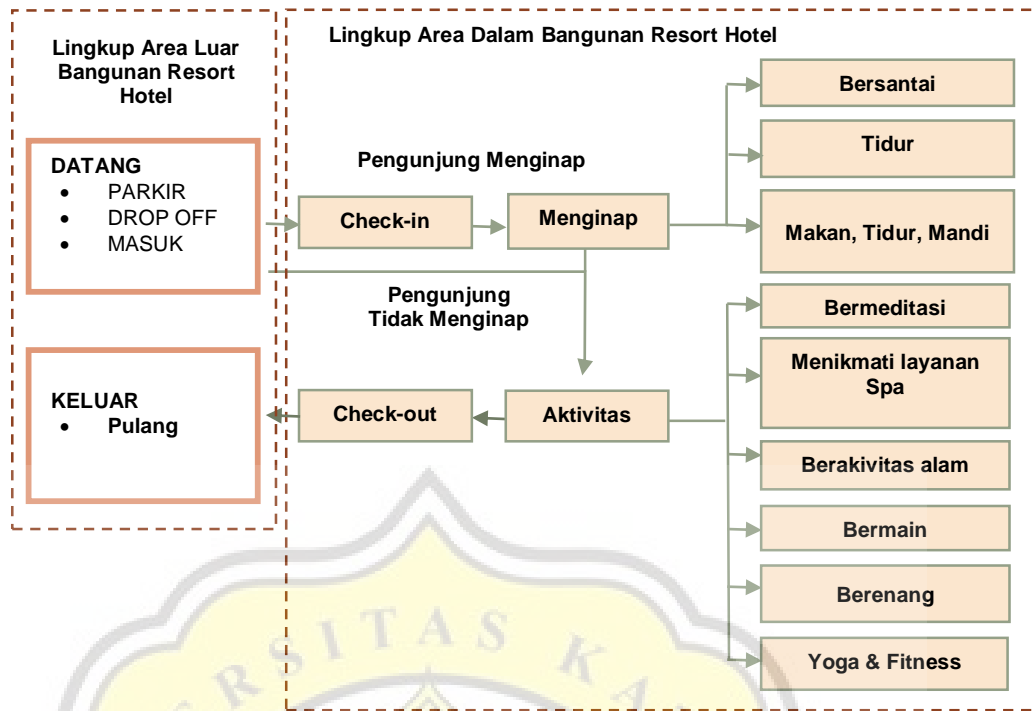 Lingkup Area Luar
Bangunan Resort
Hotel
DATANG
• PARKIR
• DROP OFF
• MASUK
KELUAR
• Pulang
Lingkup Area Dalam Bangunan Resort Hotel
Pengunjung Menginap
Check-in
Menginap
Pengunjung
Tidak Menginap
Check-out
Aktivitas
Bersantai
Tidur
Makan, Tidur, Mandi
Bermeditasi
Menikmati layanan
Spa
Berakivitas alam
Bermain
Berenang
Yoga & Fitness
ERSITAS KA